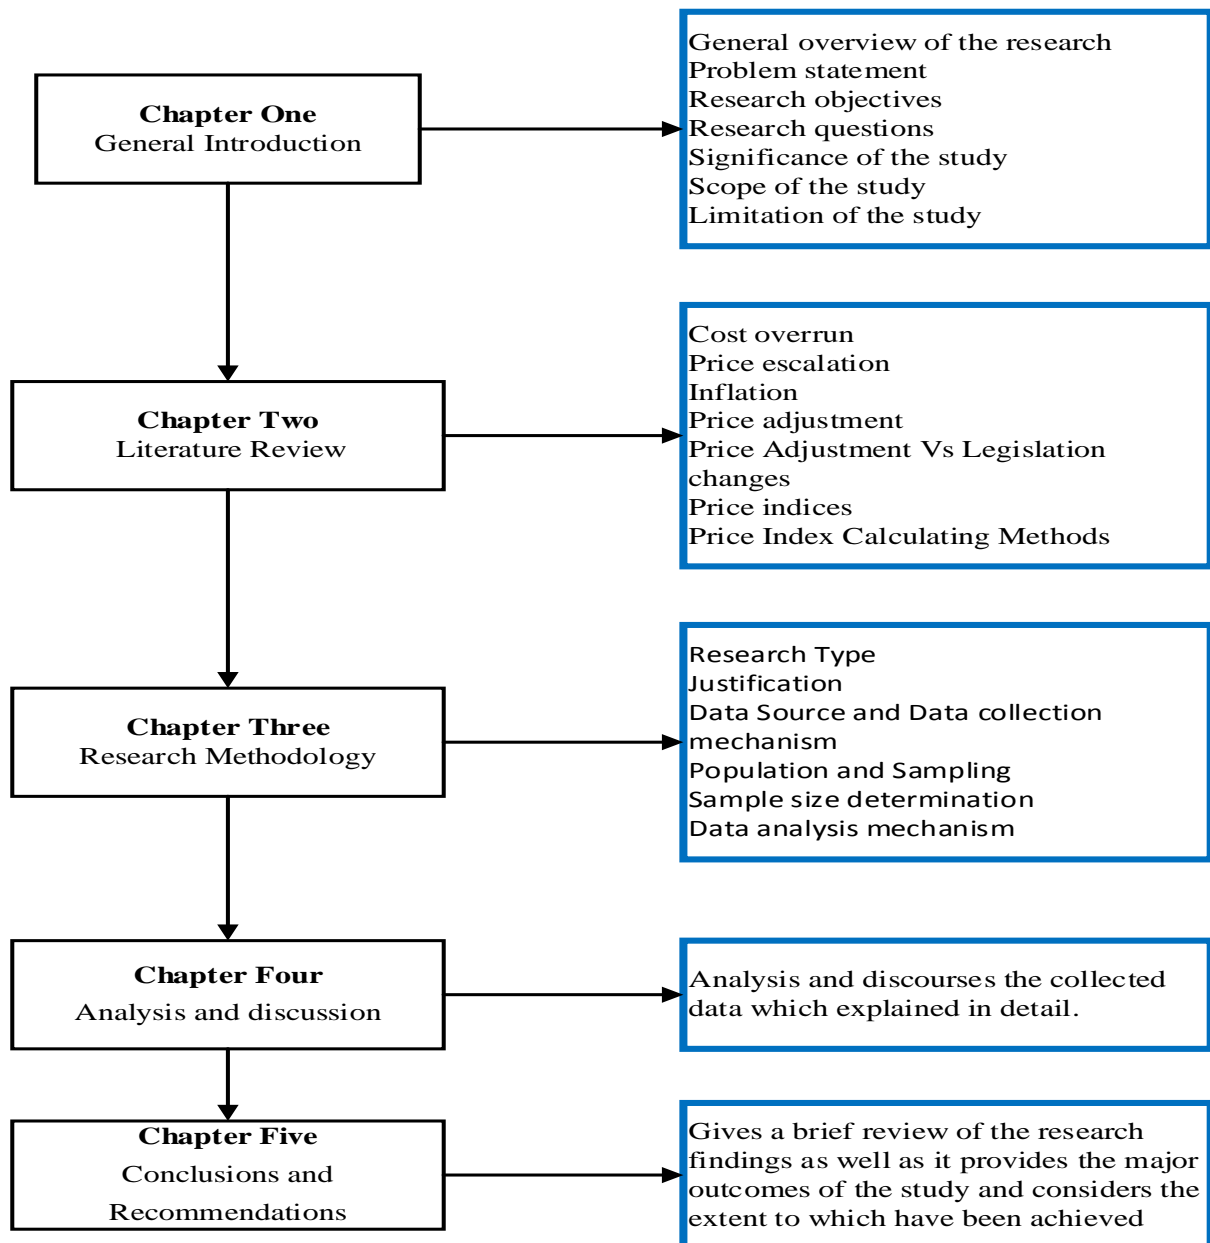 Chapter One
General Introduction
General overview of the research
Problem statement
Research objectives
Research questions
Significance of the study
Scope of the study
Limitation of the study
Chapter Two
Literature Review
Cost overrun
Price escalation
Inflation
Price adjustment
Price Adjustment Vs Legislation
changes
Price indices
Price Index Calculating Methods
Chapter Three
Research Methodology
Research Type
Justification
Data Source and Data collection
mechanism
Population and Sampling
Sample size determination
Data analysis mechanism
Chapter Four
Analysis and discussion
Analysis and discourses the collected
data which explained in detail.
Chapter Five
Conclusions and
Recommendations
Gives a brief review of the research
findings as well as it provides the major
outcomes of the study and considers the
extent to which have been achieved